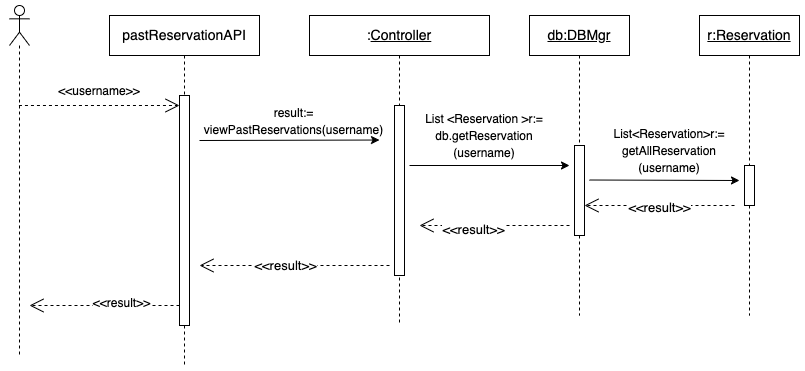 pastReservationAPI
:Controller
db:DBMgr
r:Reservation
<<username>>
result:=
viewPastReservations(username)
List <Reservation >r:=
db.getReservation
(username)
List<Reservation>r:=
getAllReservation
(username)
<<result>>
<<result>>
<<result>>
<<result>>